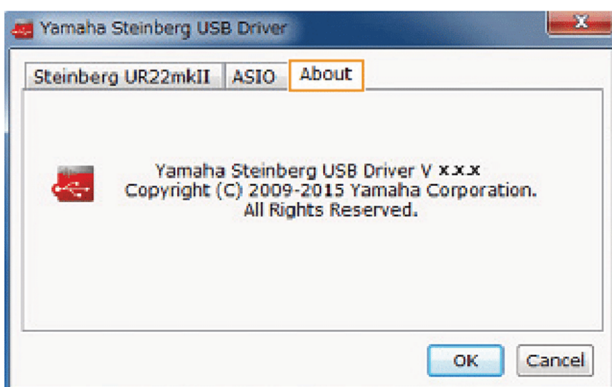 Yamaha Steinberg USB Driver
Steinberg UR22mkII ASIO About
Yamaha Steinberg USB Driver V x.x.x
Copyright (C) 2009-2015 Yamaha Corporation.
All Rights Reserved.
OK Cancel